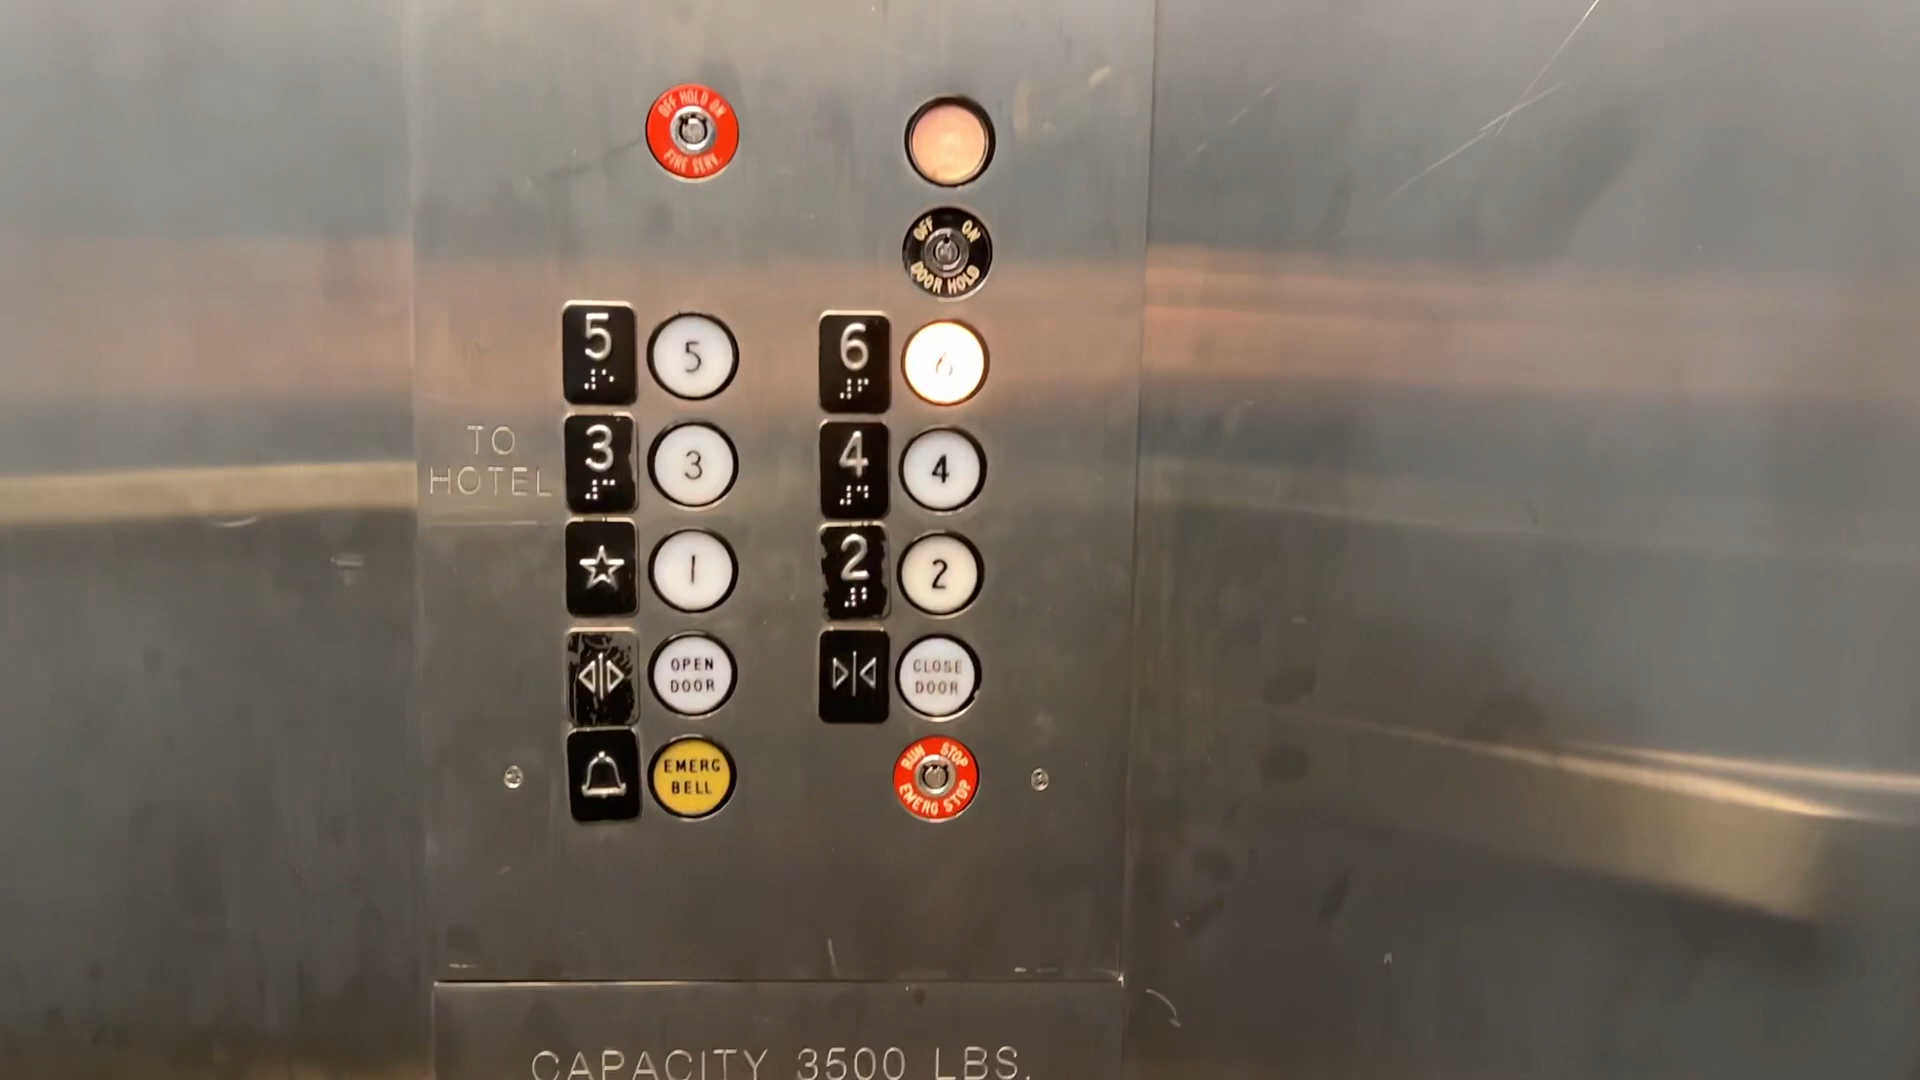 OFF HOLD ON
FIRE SERV.
OFF ON
DOOR HOLD
5 5
6 6
TO
HOTEL
3 3
4 4
1
2 2
OPEN
DOOR
CLOSE
DOOR
EMERG
BELL
RUN STOP
EMERG STOP
CAPACITY 3500 LBS.